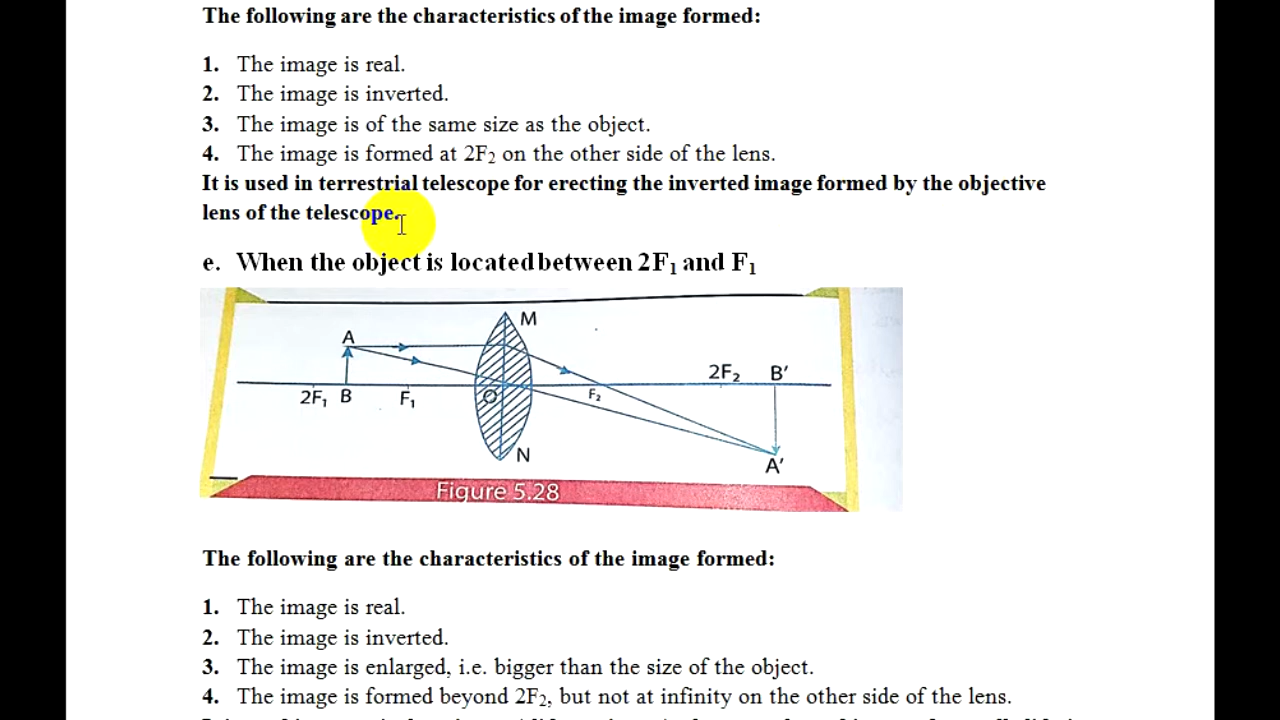 The following are the characteristics of the image formed:
1. The image is real.
2. The image is inverted.
3. The image is of the same size as the object.
4. The image is formed at 2F₂ on the other side of the lens.
It is used in terrestrial telescope for erecting the inverted image formed by the objective
lens of the telescope.
e. When the object is located between 2F₁ and F₁
M
A
2F₂ B′
2F₁ B F₁ O F₂
N
A′
Figure 5.28
The following are the characteristics of the image formed:
1. The image is real.
2. The image is inverted.
3. The image is enlarged, i.e. bigger than the size of the object.
4. The image is formed beyond 2F₂, but not at infinity on the other side of the lens.